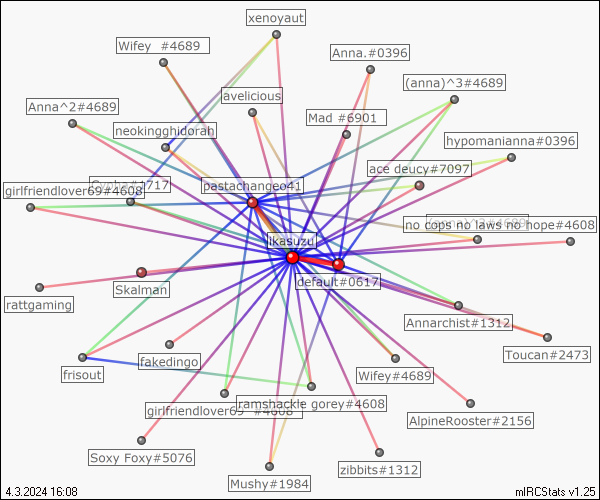 xenoyaut
Wifey #4689
Anna.#0396
(anna)^3#4689
avelicious
Anna^2#4689
Mad #6901
neokingghidorah
hypomanianna#0396
ace deucy#7097
pastachangeo41
girlfriendlover69#4608
#4717
no cops no laws no hope#4608
ikasuzu
default#0617
Skalman
rattgaming
Annarchist#1312
Toucan#2473
fakedingo
frisout
Wifey#4689
girlfriendlover69 #4608
ramshackle gorey#4608
AlpineRooster#2156
Soxy Foxy#5076
zibbits#1312
Mushy#1984
4.3.2024 16:08
mIRCStats v1.25